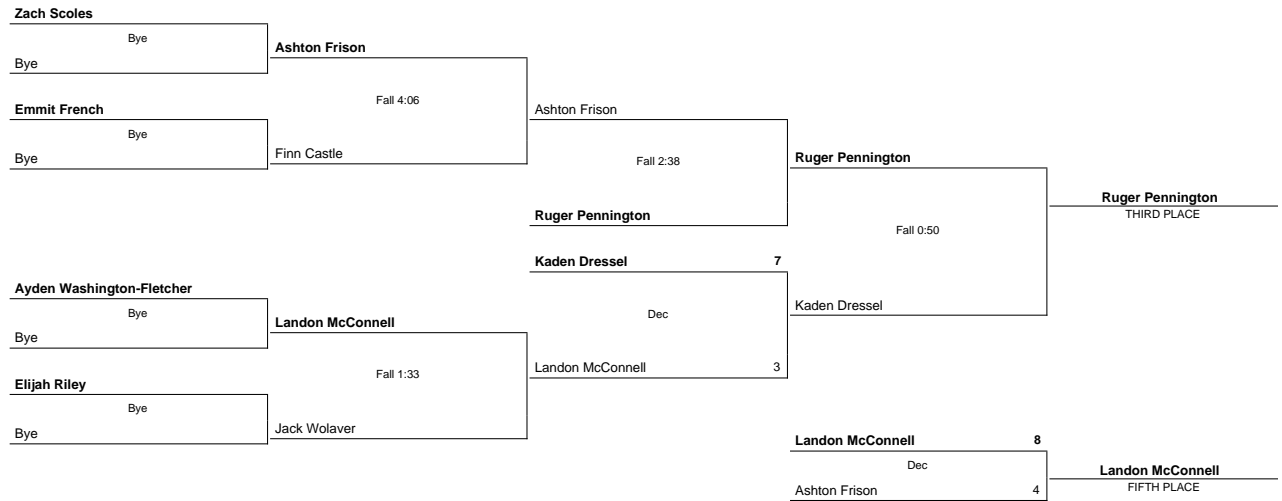 Zach Scoles
Bye
Bye
Emmit French
Bye
Bye
Ashton Frison
Fall 4:06
Finn Castle
Ashton Frison
Fall 2:38
Ruger Pennington
Ruger Pennington
Fall 0:50
Kaden Dressel
Ruger Pennington
THIRD PLACE
Kaden Dressel 7
Dec
Landon McConnell 3
Ayden Washington-Fletcher
Bye
Bye
Elijah Riley
Bye
Bye
Landon McConnell
Fall 1:33
Jack Wolaver
Landon McConnell 8
Dec
Ashton Frison 4
Landon McConnell
FIFTH PLACE